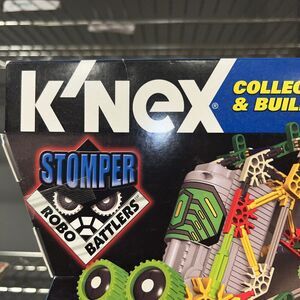 K'NEX®
COLLEC
& BUIL
STOMPER
ROBO
BATTLERS